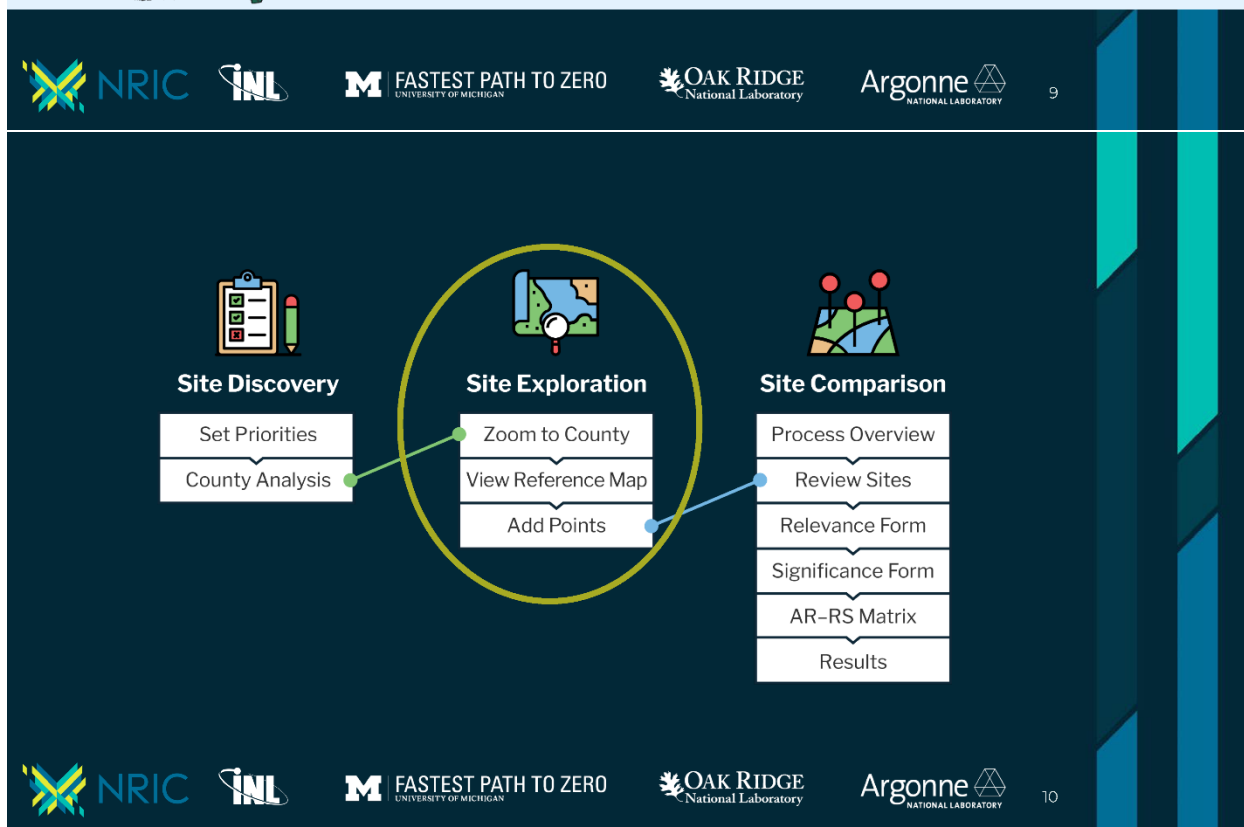 NRIC INL M FASTEST PATH TO ZERO OAK RIDGE Argonne 9
UNIVERSITY OF MICHIGAN National Laboratory NATIONAL LABORATORY
Site Discovery
Set Priorities
County Analysis
Site Exploration
Zoom to County
View Reference Map
Add Points
Site Comparison
Process Overview
Review Sites
Relevance Form
Significance Form
AR–RS Matrix
Results
NRIC INL M FASTEST PATH TO ZERO OAK RIDGE Argonne 10
UNIVERSITY OF MICHIGAN National Laboratory NATIONAL LABORATORY